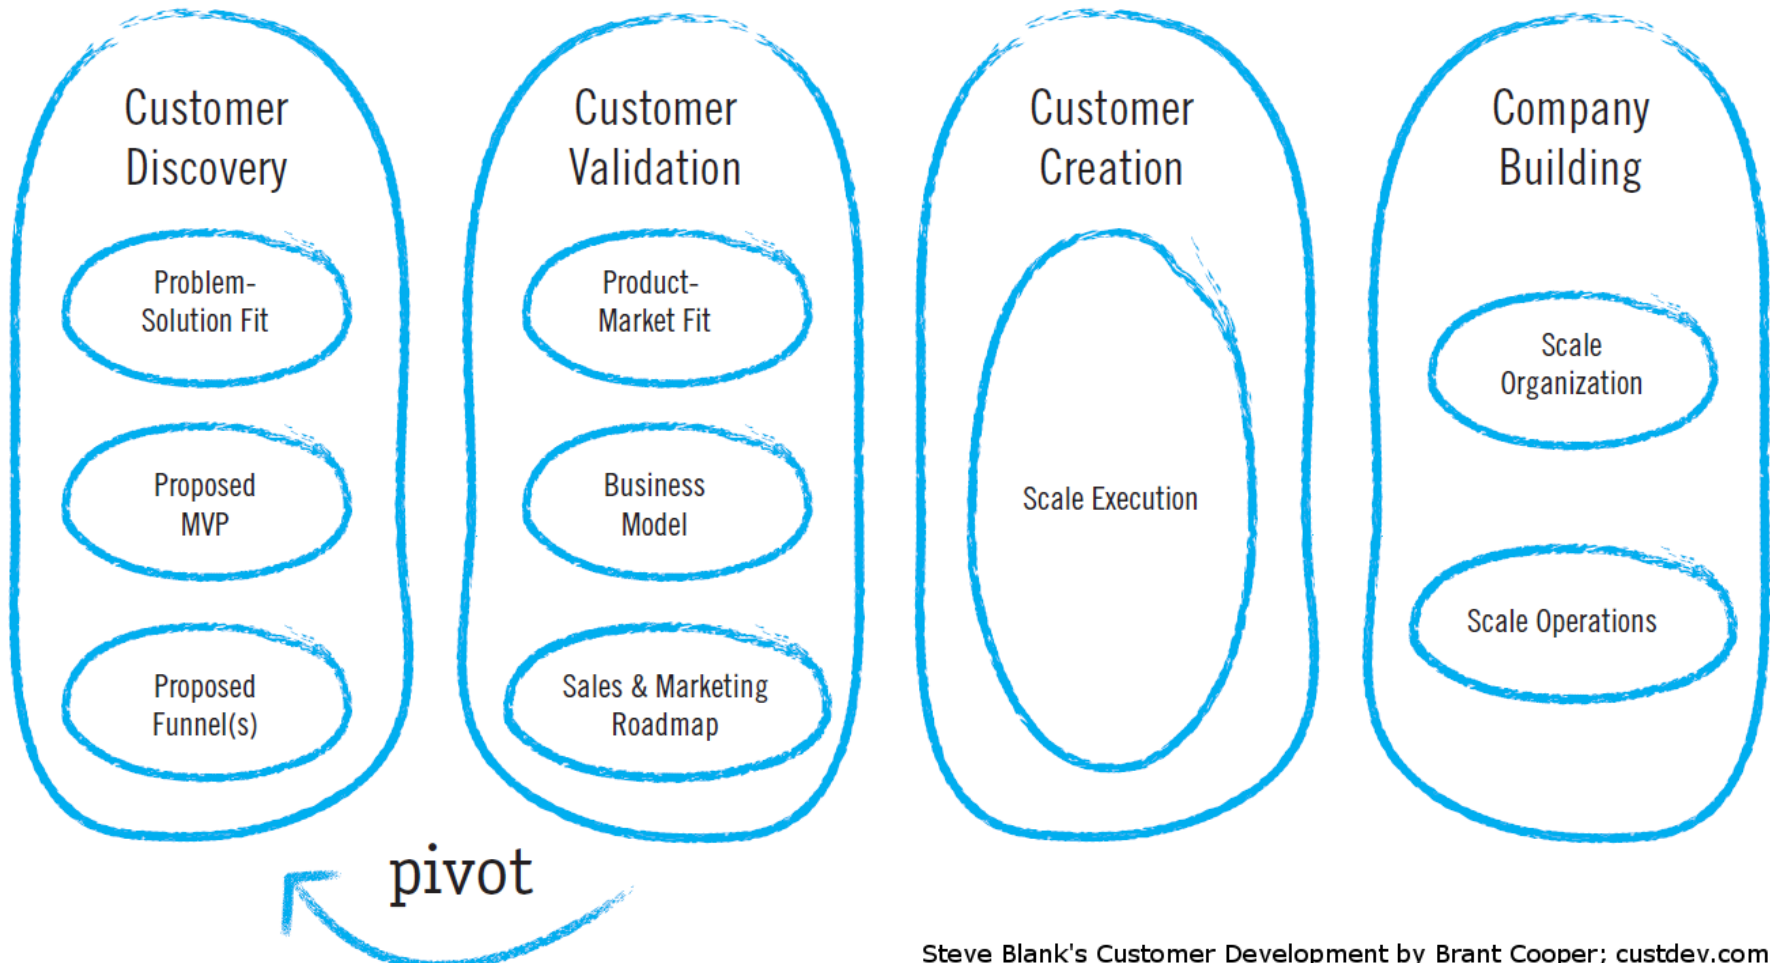 Customer
Discovery
Problem-
Solution Fit
Proposed
MVP
Proposed
Funnel(s)
Customer
Validation
Product-
Market Fit
Business
Model
Sales & Marketing
Roadmap
Customer
Creation
Scale Execution
Company
Building
Scale
Organization
Scale Operations
pivot
Steve Blank's Customer Development by Brant Cooper; custdev.com